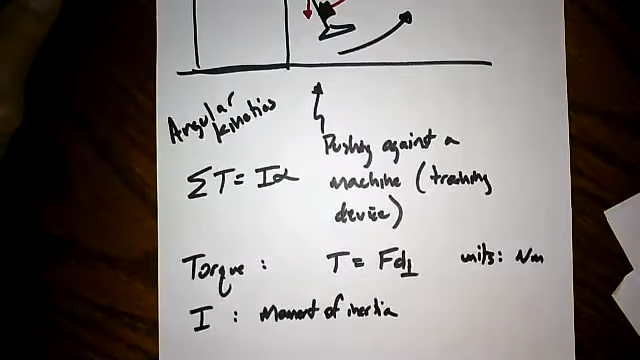 Angular
kinetics
ΣT = Iα
Pushing against a
machine (training
device)
Torque : T = Fd⊥ units: Nm
I : Moment of inertia